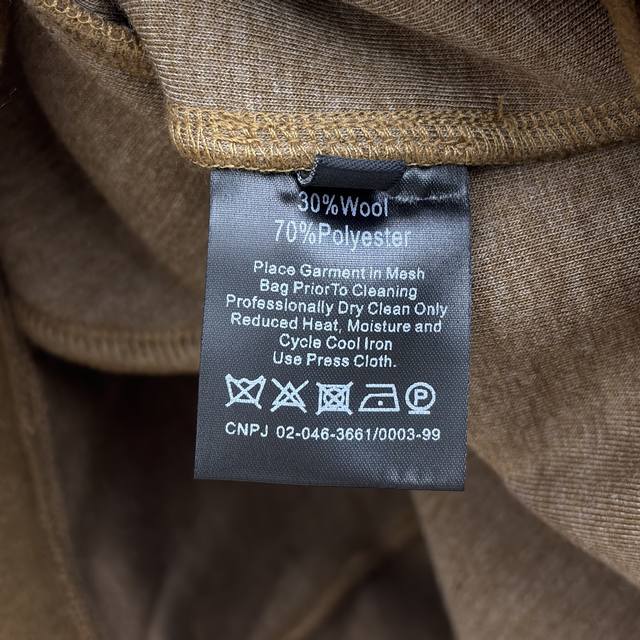 30%Wool
70%Polyester
Place Garment in Mesh
Bag PriorTo Cleaning
Professionally Dry Clean Only
Reduced Heat, Moisture and
Cycle Cool Iron
Use Press Cloth.
P
CNPJ 02-046-3661/0003-99